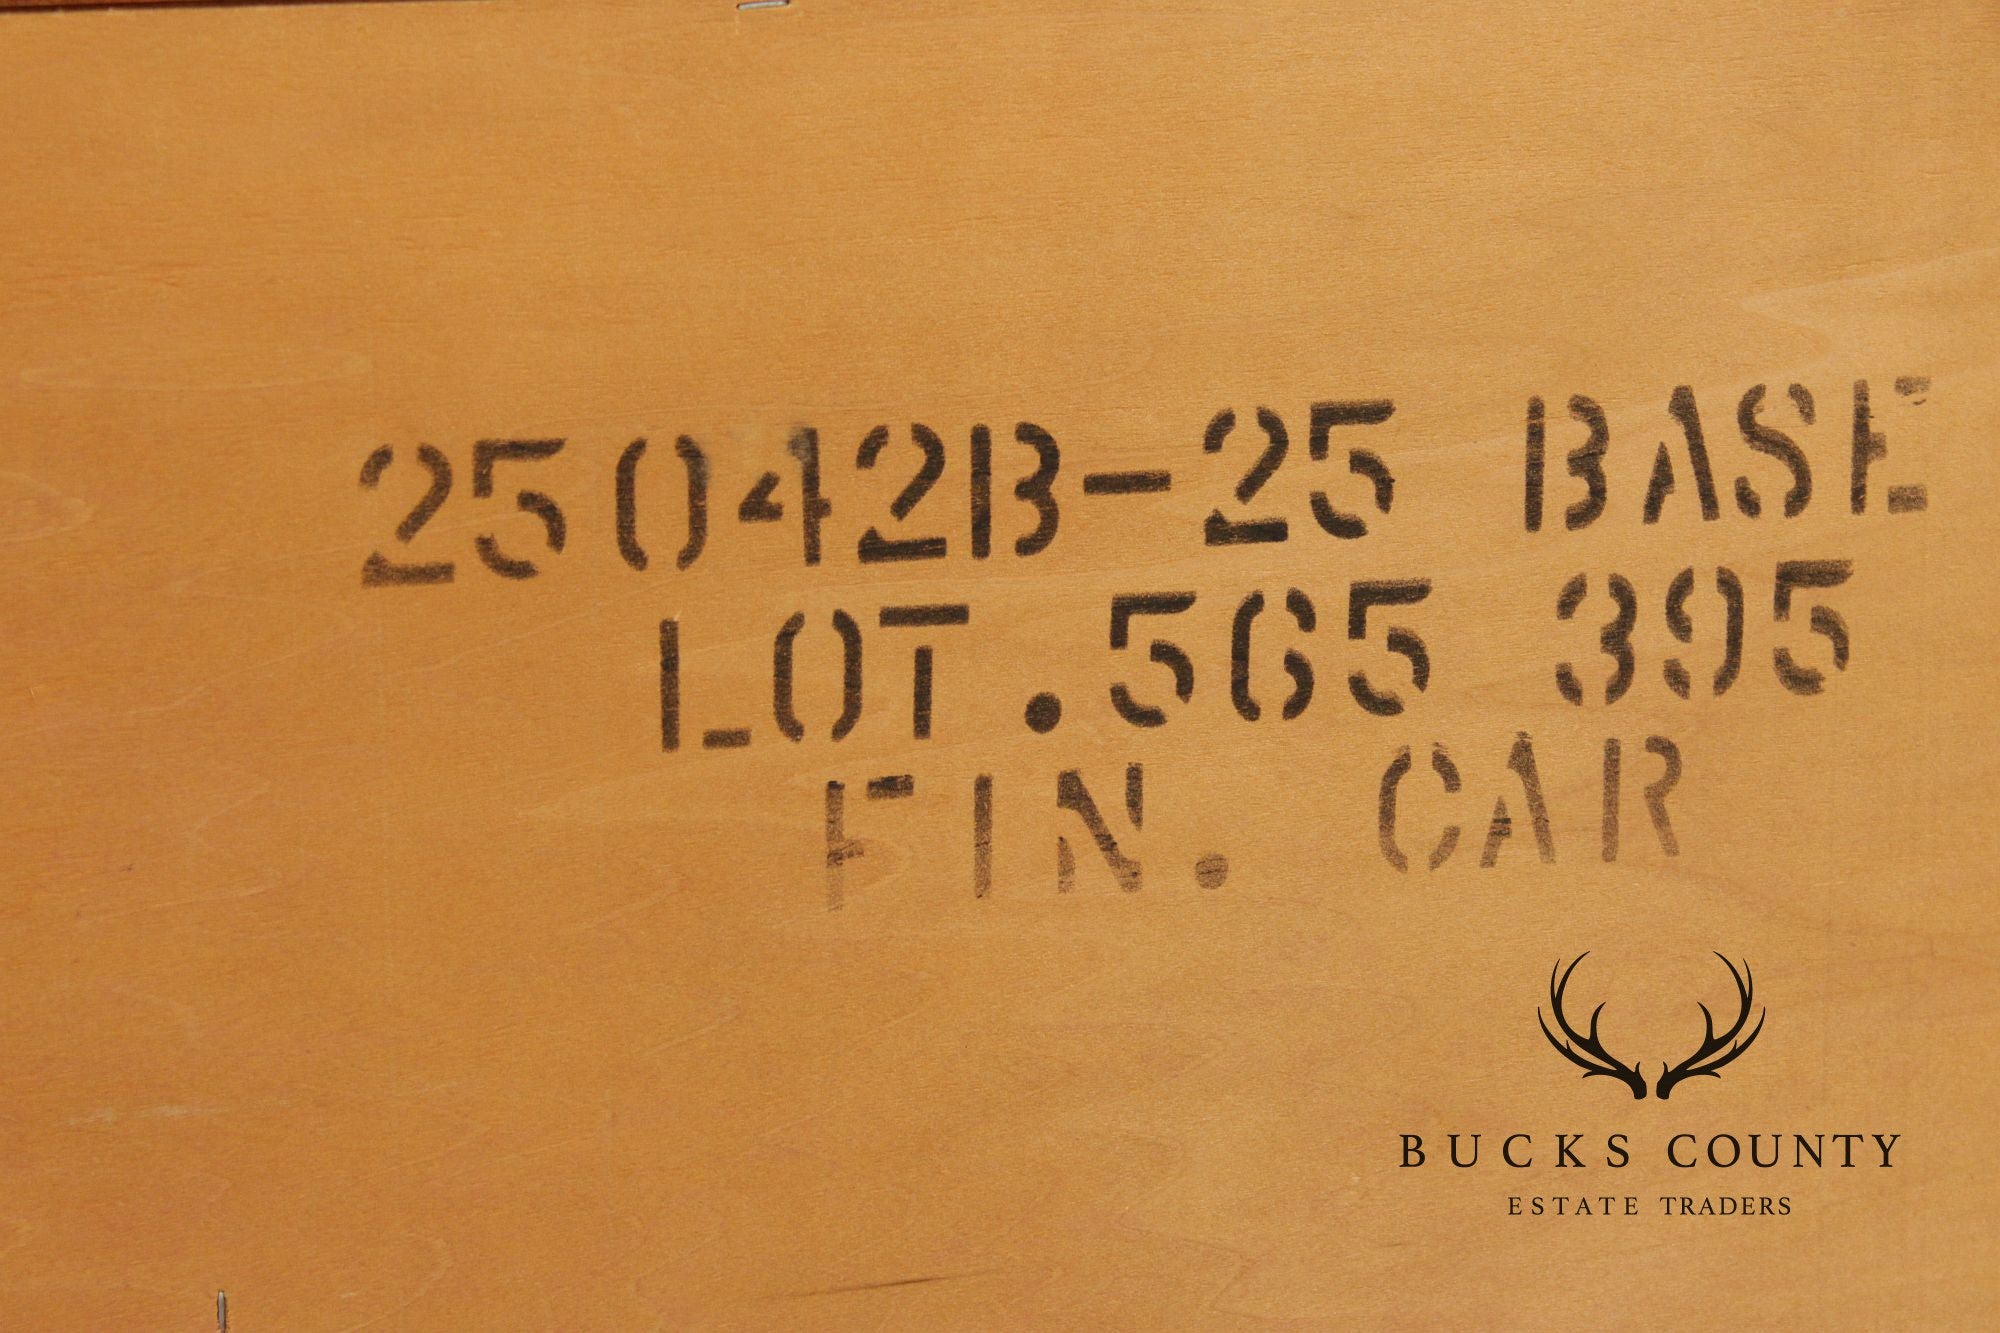 25042B-25 BASE
LOT.565 395
FIN. CAR
BUCKS COUNTY
ESTATE TRADERS